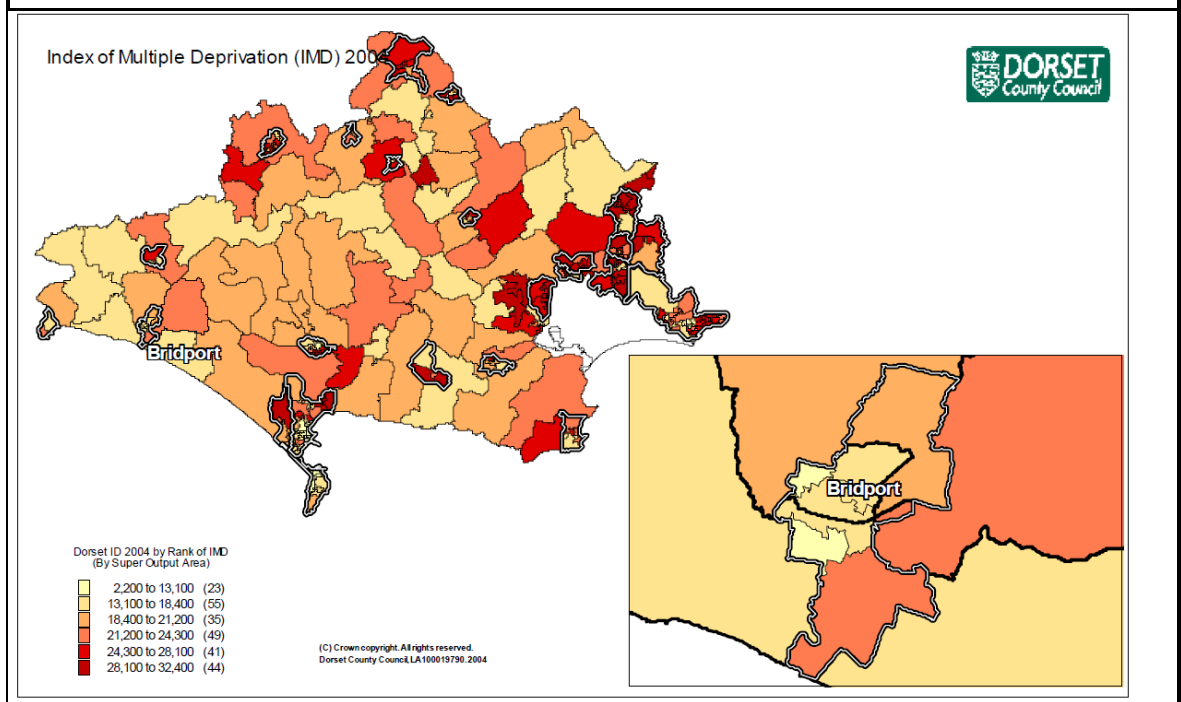 Index of Multiple Deprivation (IMD) 2004
DORSET
County Council
Bridport
Bridport
Dorset ID 2004 by Rank of IMD
(By Super Output Area)
2,200 to 13,100 (23)
13,100 to 18,400 (55)
18,400 to 21,200 (35)
21,200 to 24,300 (49)
24,300 to 28,100 (41)
28,100 to 32,400 (44)
(C) Crown copyright. All rights reserved.
Dorset County Council, LA100019790. 2004